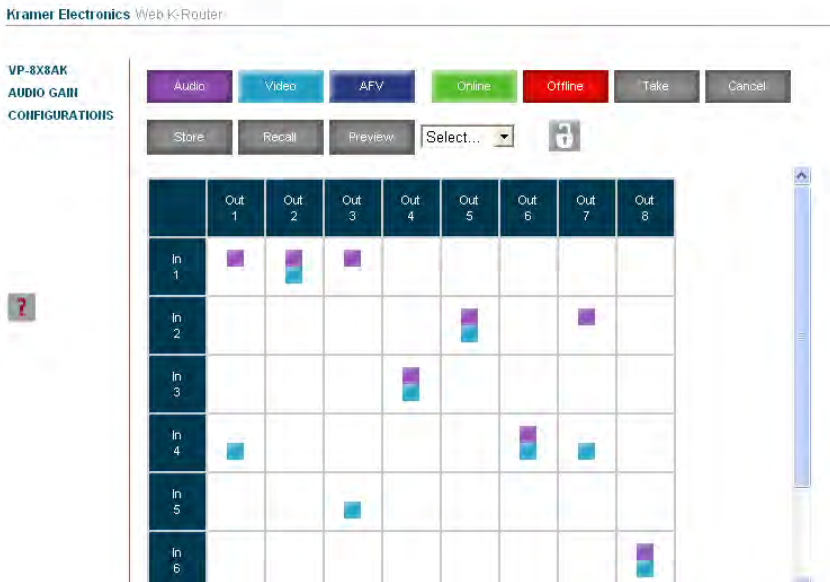 Kramer Electronics Web K-Router
VP-8X8AK
AUDIO GAIN
CONFIGURATIONS
Audio Video AFV Online Offline Take Cancel
Store Recall Preview Select...
Out 1 Out 2 Out 3 Out 4 Out 5 Out 6 Out 7 Out 8
In 1
In 2
In 3
In 4
In 5
In 6
?